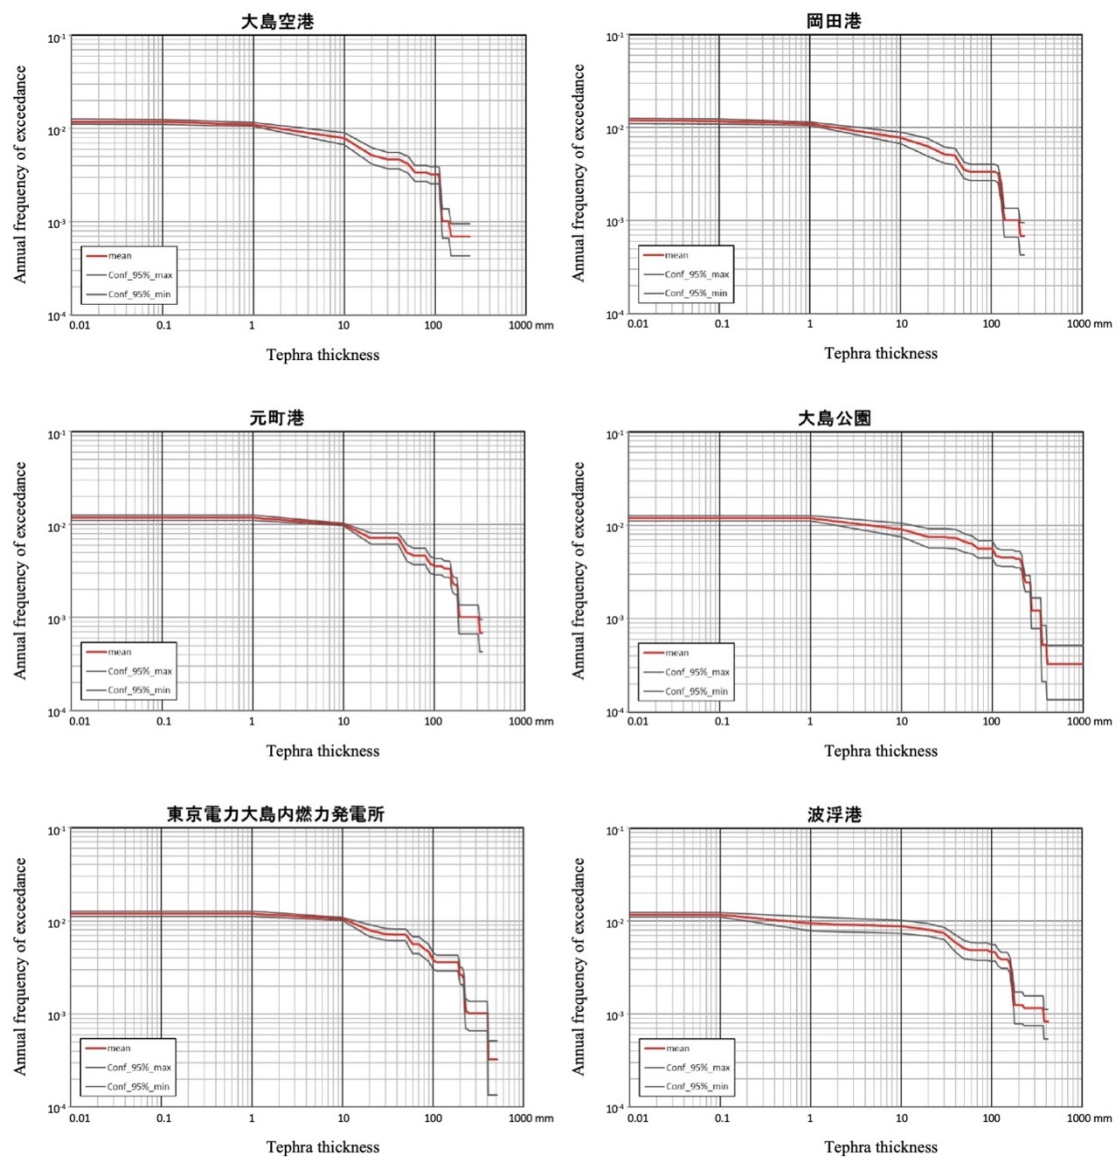 大島空港
Annual frequency of exceedance
10-1
10-2
10-3
10-4
mean
Conf_95%_max
Conf_95%_min
0.01 0.1 1 10 100 1000 mm
Tephra thickness
岡田港
Annual frequency of exceedance
10-1
10-2
10-3
10-4
mean
Conf_95%_max
Conf_95%_min
0.01 0.1 1 10 100 1000 mm
Tephra thickness
元町港
Annual frequency of exceedance
10-1
10-2
10-3
10-4
mean
Conf_95%_max
Conf_95%_min
0.01 0.1 1 10 100 1000 mm
Tephra thickness
大島公園
Annual frequency of exceedance
10-1
10-2
10-3
10-4
mean
Conf_95%_max
Conf_95%_min
0.01 0.1 1 10 100 1000 mm
Tephra thickness
東京電力大島内燃力発電所
Annual frequency of exceedance
10-1
10-2
10-3
10-4
mean
Conf_95%_max
Conf_95%_min
0.01 0.1 1 10 100 1000 mm
Tephra thickness
波浮港
Annual frequency of exceedance
10-1
10-2
10-3
10-4
mean
Conf_95%_max
Conf_95%_min
0.01 0.1 1 10 100 1000 mm
Tephra thickness